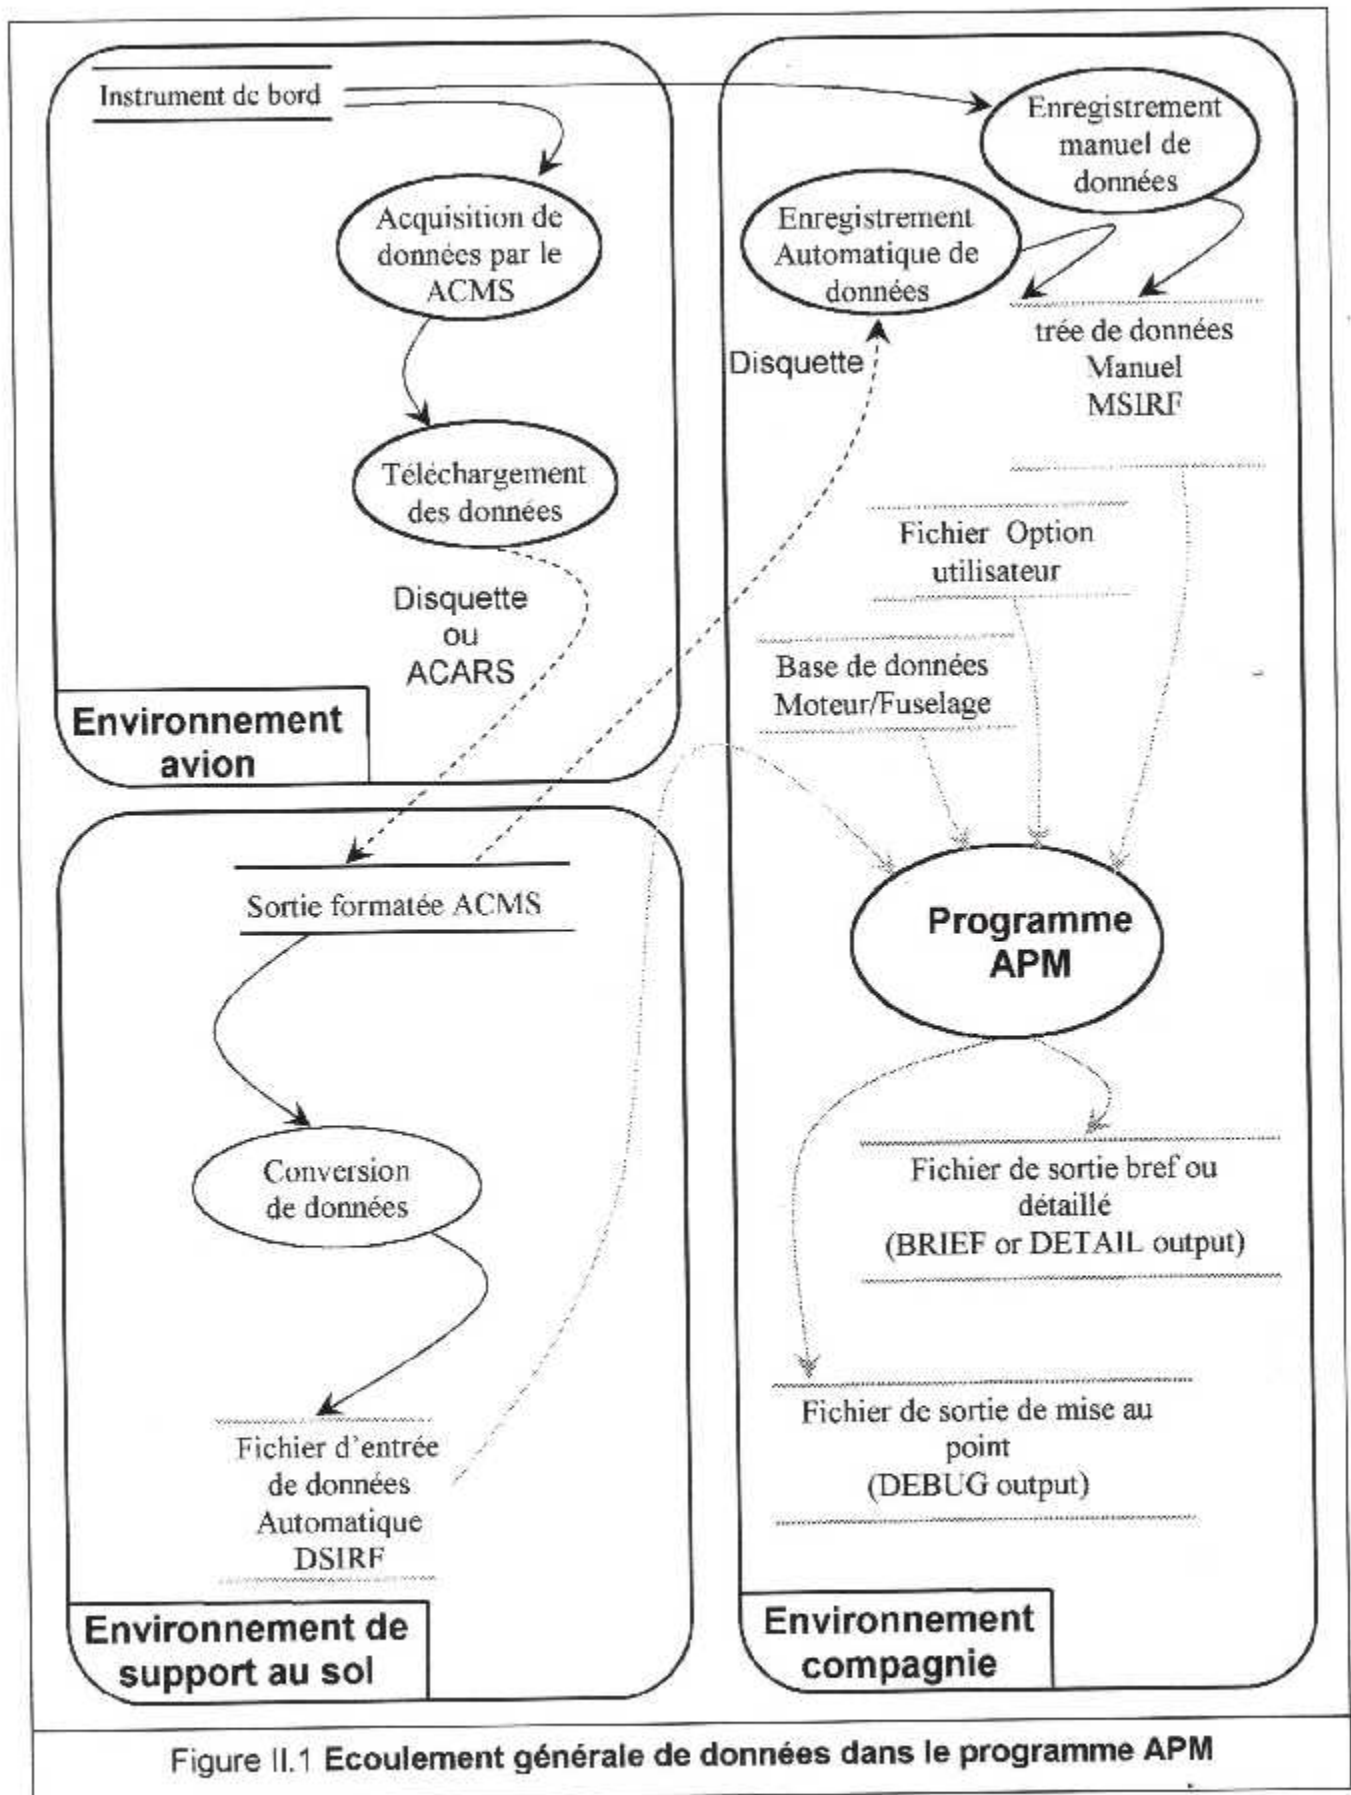 Instrument de bord
Acquisition de
données par le
ACMS
Téléchargement
des données
Disquette
ou
ACARS
Environnement
avion
Enregistrement
manuel de
données
Enregistrement
Automatique de
données
Disquette
trée de données
Manuel
MSIRF
Fichier Option
utilisateur
Base de données
Moteur/Fuselage
Programme
APM
Fichier de sortie bref ou
détaillé
(BRIEF or DETAIL output)
Fichier de sortie de mise au
point
(DEBUG output)
Environnement
compagnie
Sortie formatée ACMS
Conversion
de données
Fichier d'entrée
de données
Automatique
DSIRF
Environnement de
support au sol
Figure II.1 Ecoulement générale de données dans le programme APM